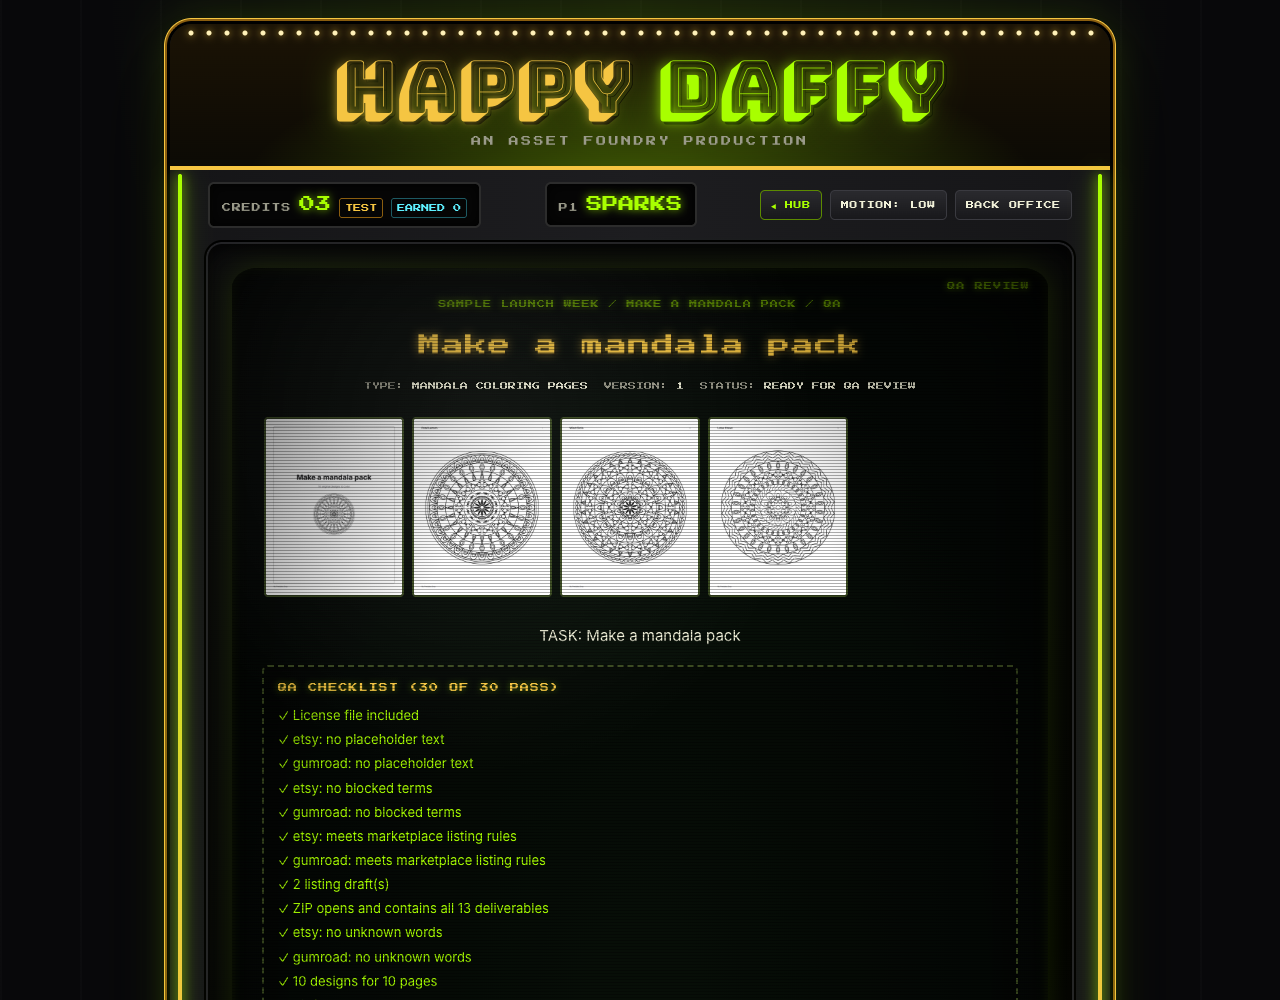 HAPPY DAFFY
AN ASSET FOUNDRY PRODUCTION
CREDITS 03 TEST EARNED 0
P1 SPARKS
◂ HUB
MOTION: LOW
BACK OFFICE
QA REVIEW
SAMPLE LAUNCH WEEK / MAKE A MANDALA PACK / QA
Make a mandala pack
TYPE: MANDALA COLORING PAGES VERSION: 1 STATUS: READY FOR QA REVIEW
Make a mandala pack
TASK: Make a mandala pack
QA CHECKLIST (30 OF 30 PASS)
✓ License file included
✓ etsy: no placeholder text
✓ gumroad: no placeholder text
✓ etsy: no blocked terms
✓ gumroad: no blocked terms
✓ etsy: meets marketplace listing rules
✓ gumroad: meets marketplace listing rules
✓ 2 listing draft(s)
✓ ZIP opens and contains all 13 deliverables
✓ etsy: no unknown words
✓ gumroad: no unknown words
✓ 10 designs for 10 pages